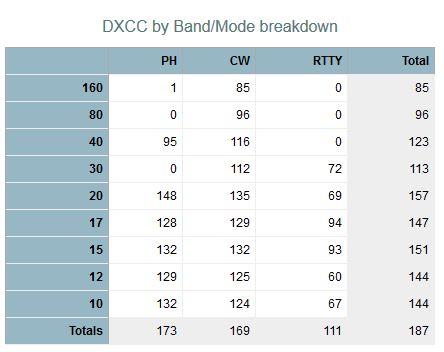 DXCC by Band/Mode breakdown
PH CW RTTY Total
160 1 85 0 85
80 0 96 0 96
40 95 116 0 123
30 0 112 72 113
20 148 135 69 157
17 128 129 94 147
15 132 132 93 151
12 129 125 60 144
10 132 124 67 144
Totals 173 169 111 187